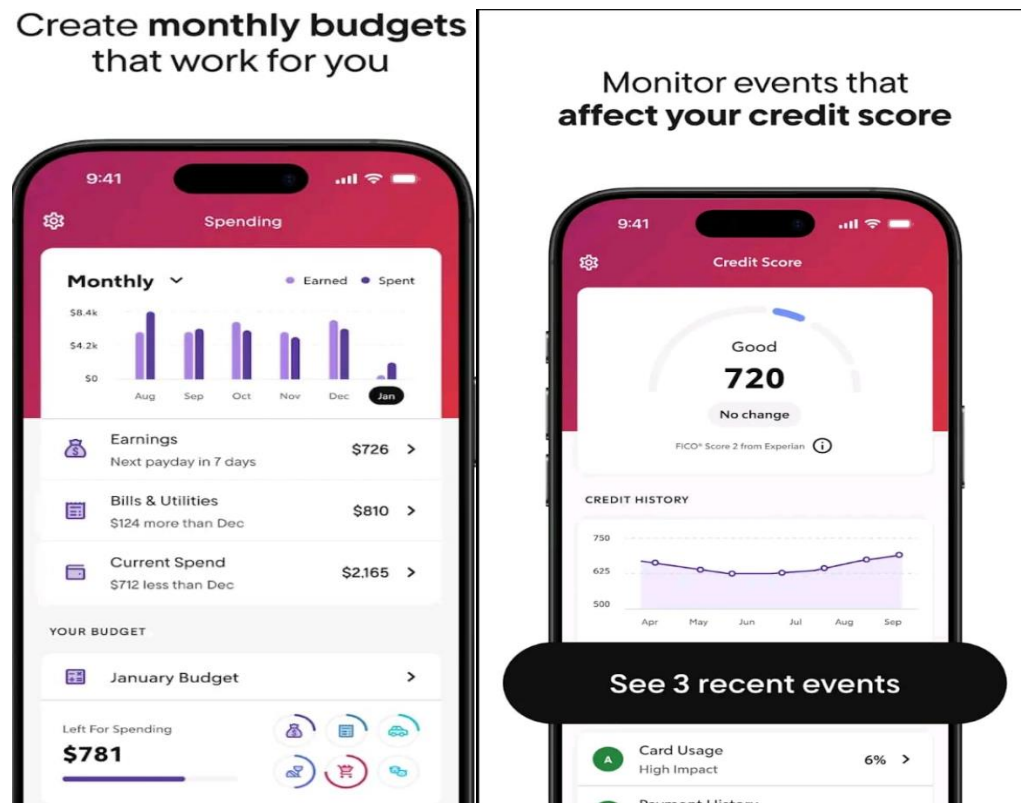 Create monthly budgets
that work for you
9:41
Spending
Monthly
Earned
Spent
$8.4k
$4.2k
$0
Aug Sep Oct Nov Dec Jan
Earnings
$726
Next payday in 7 days
Bills & Utilities
$810
$124 more than Dec
Current Spend
$2,165
$712 less than Dec
YOUR BUDGET
January Budget
Left For Spending
$781
Monitor events that
affect your credit score
9:41
Credit Score
Good
720
No change
FICO® Score 2 from Experian
CREDIT HISTORY
750
625
500
Apr May Jun Jul Aug Sep
See 3 recent events
A
Card Usage
6%
High Impact
Payment History